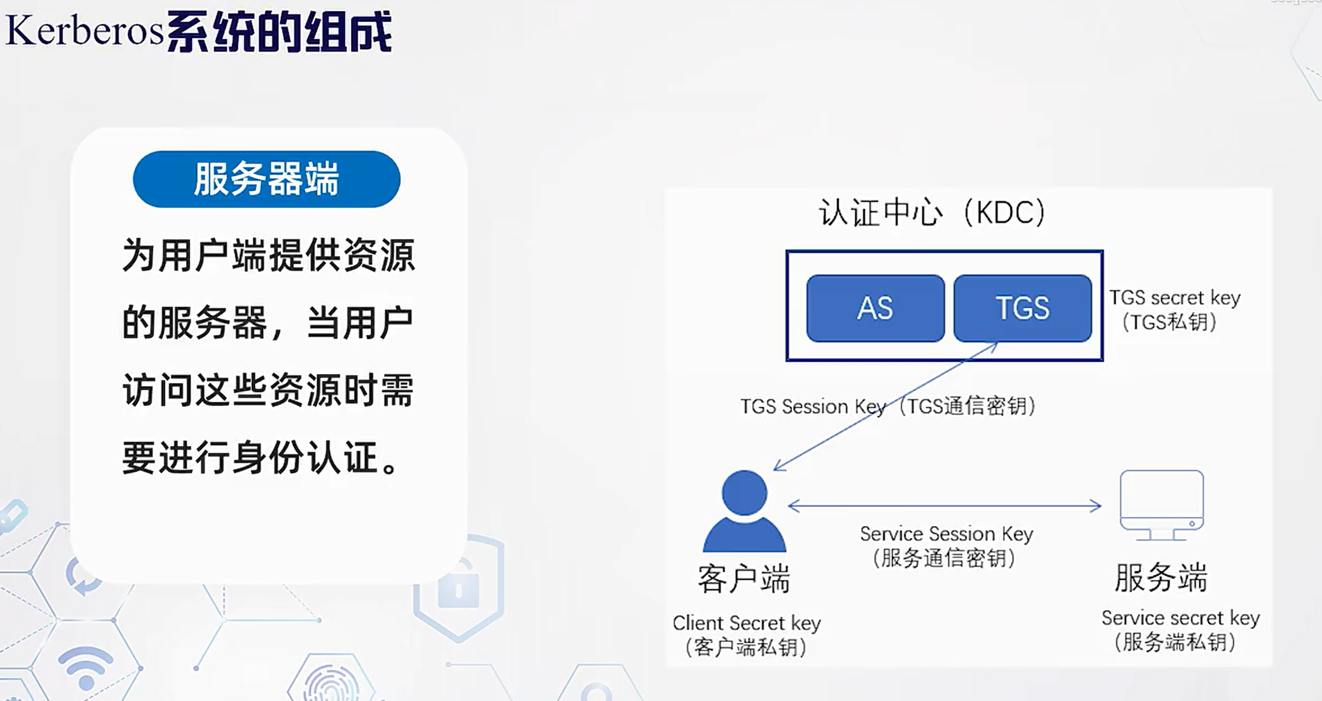 Kerberos系统的组成
服务器端
为用户端提供资源
的服务器，当用户
访问这些资源时需
要进行身份认证。
认证中心（KDC）
AS
TGS
TGS secret key
（TGS私钥）
TGS Session Key（TGS通信密钥）
Service Session Key
（服务通信密钥）
客户端
Client Secret key
（客户端私钥）
服务端
Service secret key
（服务端私钥）